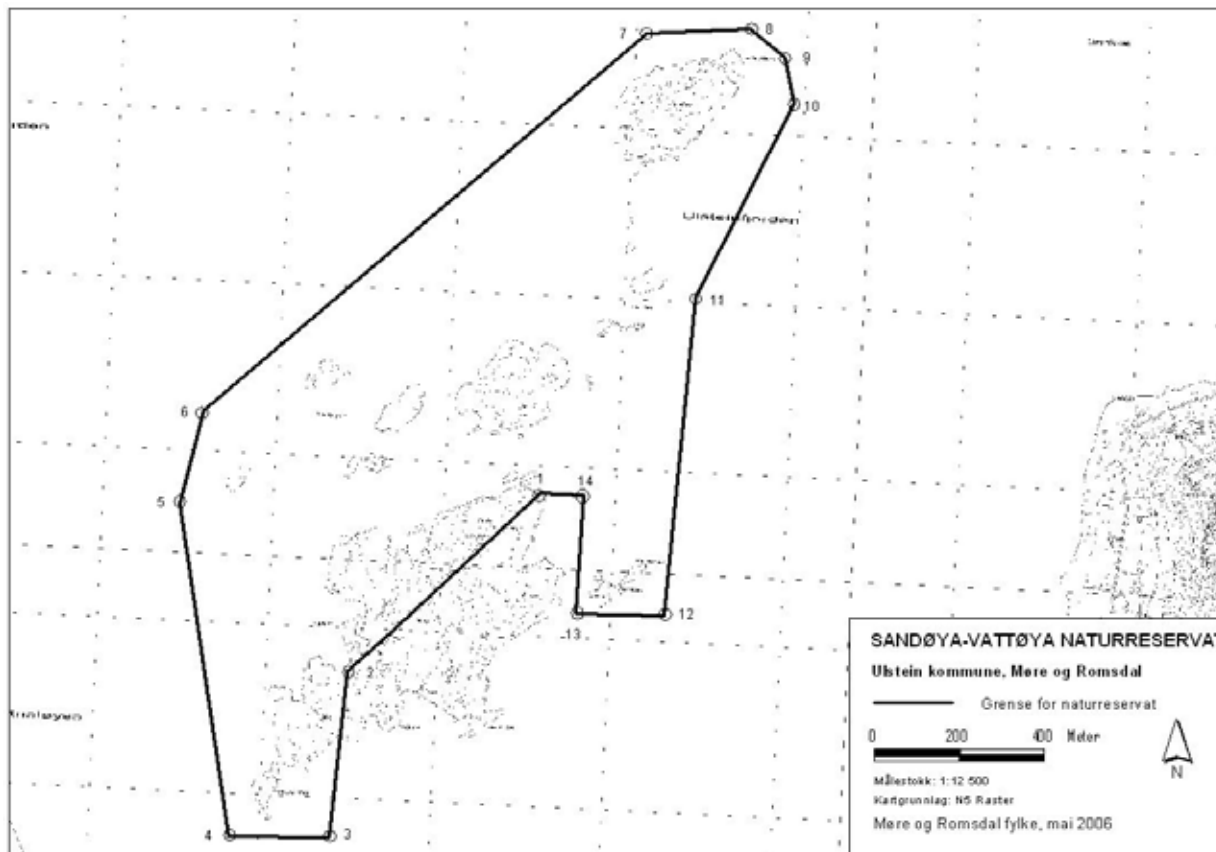 7
8
9
10
Ulsteinfjorden
11
6
5
1
14
12
13
2
4
3
SANDØYA-VATTØYA NATURRESERVAT
Ulstein kommune, Møre og Romsdal
Grense for naturreservat
0 200 400 Meter
N
Målestokk: 1:12 500
Kartgrunnlag: N5 Raster
Møre og Romsdal fylke, mai 2006